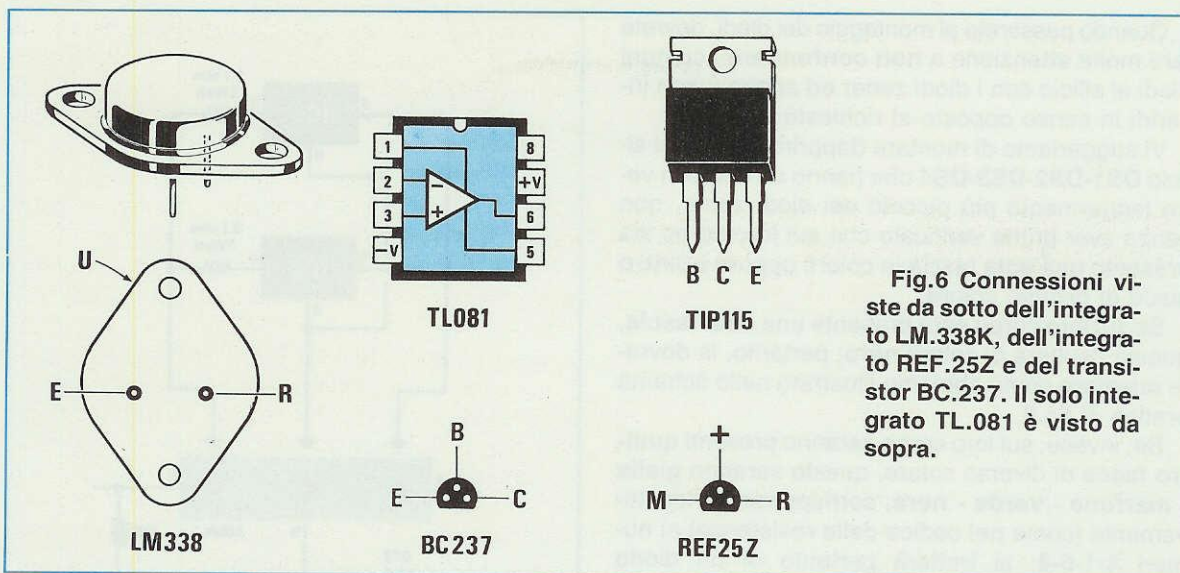 U
E
R
LM338
1
2
3
-V
8
+V
6
5
−
+
TL081
B
E
C
BC237
B C E
TIP115
+
M
R
REF25Z
Fig.6 Connessioni vi-
ste da sotto dell'integra-
to LM.338K, dell'integra-
to REF.25Z e del transi-
stor BC.237. Il solo inte-
grato TL.081 è visto da
sopra.